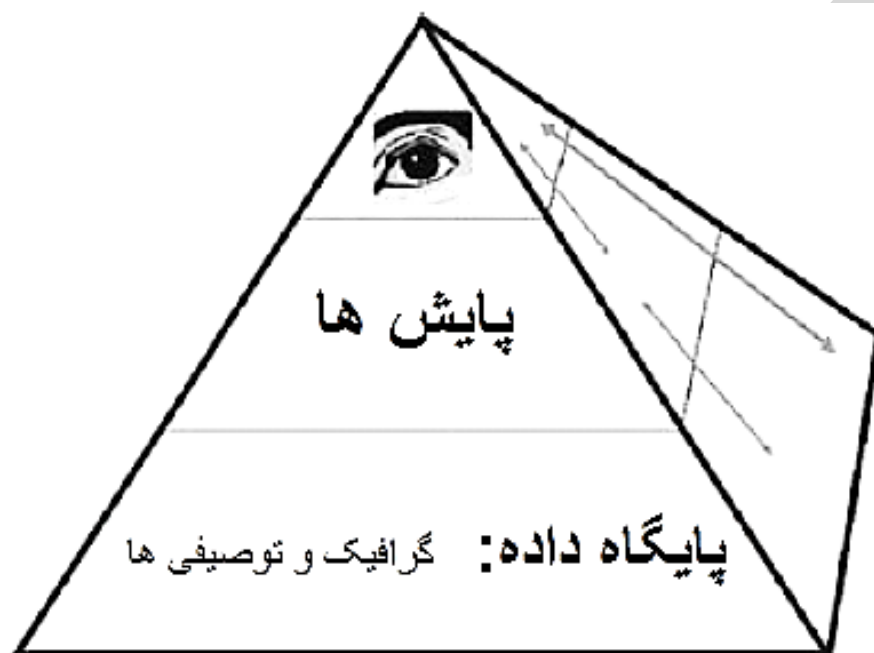 پایش ها
پایگاه داده: گرافیک و توصیفی ها